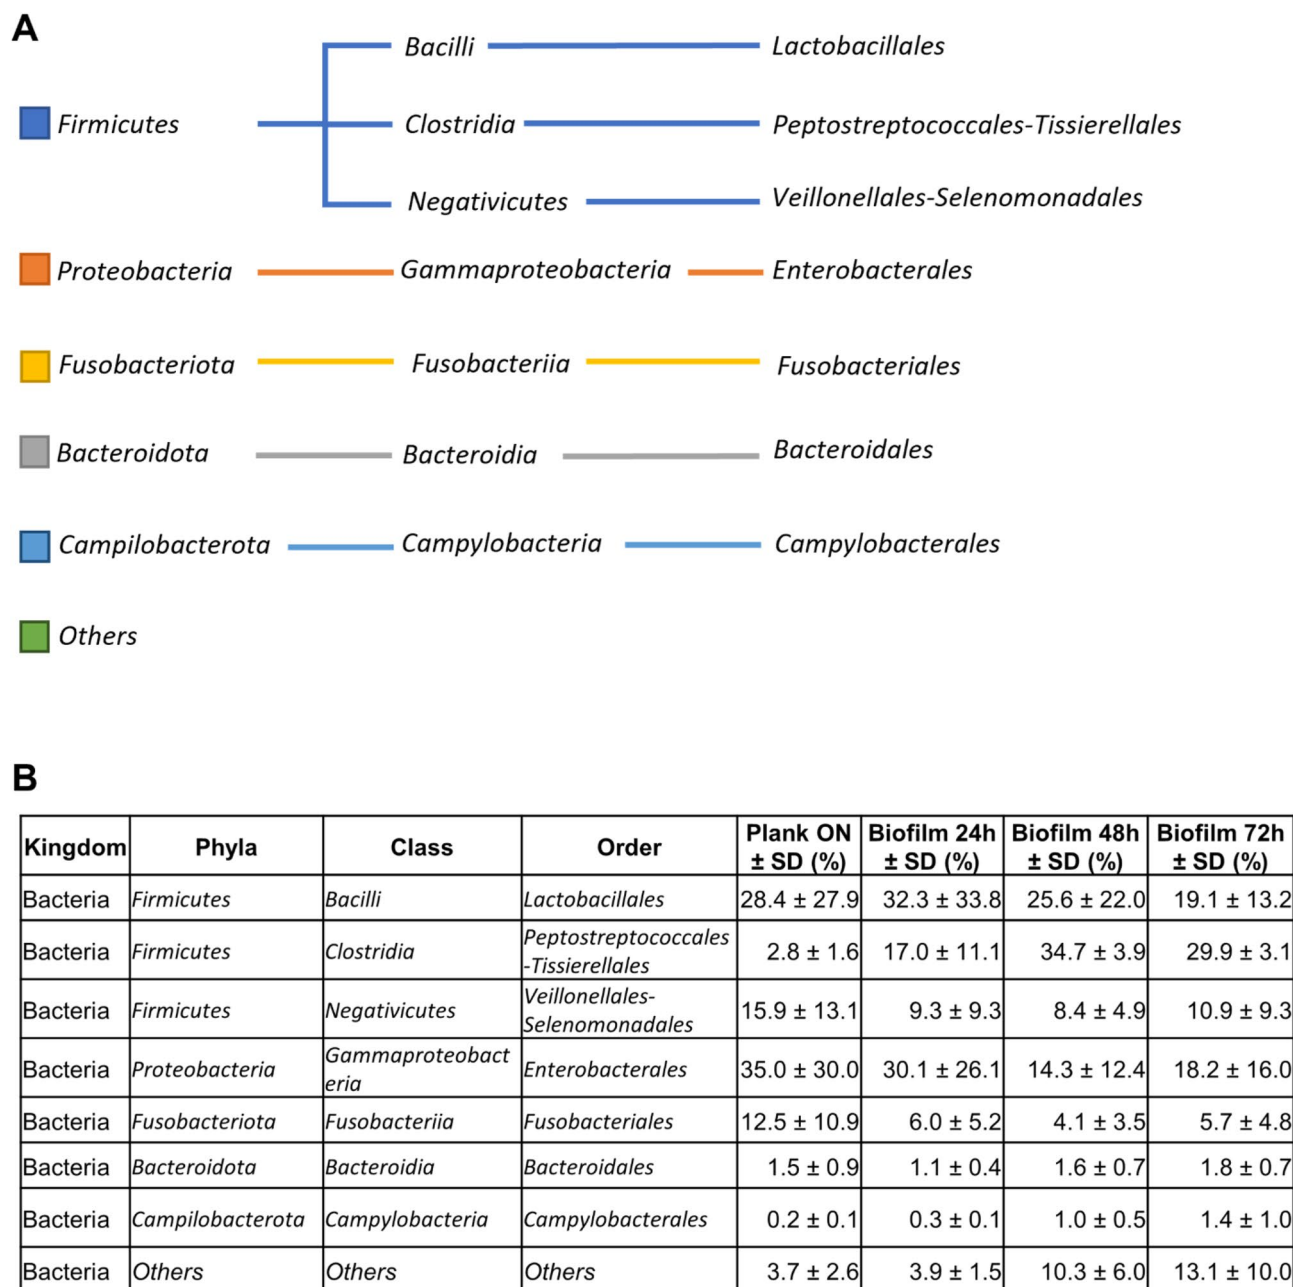 A
Bacilli Lactobacillales
Firmicutes Clostridia Peptostreptococcales-Tissierellales
Negativicutes Veillonellales-Selenomonadales
Proteobacteria Gammaproteobacteria Enterobacterales
Fusobacteriota Fusobacteriia Fusobacteriales
Bacteroidota Bacteroidia Bacteroidales
Campilobacterota Campylobacteria Campylobacterales
Others
B
Kingdom Phyla Class Order Plank ON ± SD (%) Biofilm 24h ± SD (%) Biofilm 48h ± SD (%) Biofilm 72h ± SD (%)
Bacteria Firmicutes Bacilli Lactobacillales 28.4 ± 27.9 32.3 ± 33.8 25.6 ± 22.0 19.1 ± 13.2
Bacteria Firmicutes Clostridia Peptostreptococcales -Tissierellales 2.8 ± 1.6 17.0 ± 11.1 34.7 ± 3.9 29.9 ± 3.1
Bacteria Firmicutes Negativicutes Veillonellales- Selenomonadales 15.9 ± 13.1 9.3 ± 9.3 8.4 ± 4.9 10.9 ± 9.3
Bacteria Proteobacteria Gammaproteobact eria Enterobacterales 35.0 ± 30.0 30.1 ± 26.1 14.3 ± 12.4 18.2 ± 16.0
Bacteria Fusobacteriota Fusobacteriia Fusobacteriales 12.5 ± 10.9 6.0 ± 5.2 4.1 ± 3.5 5.7 ± 4.8
Bacteria Bacteroidota Bacteroidia Bacteroidales 1.5 ± 0.9 1.1 ± 0.4 1.6 ± 0.7 1.8 ± 0.7
Bacteria Campilobacterota Campylobacteria Campylobacterales 0.2 ± 0.1 0.3 ± 0.1 1.0 ± 0.5 1.4 ± 1.0
Bacteria Others Others Others 3.7 ± 2.6 3.9 ± 1.5 10.3 ± 6.0 13.1 ± 10.0